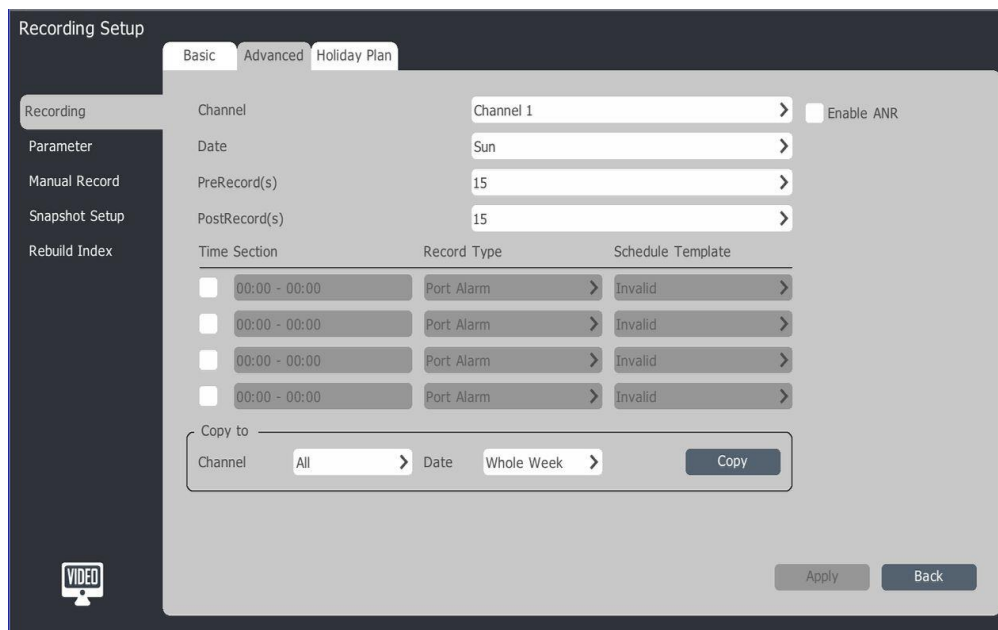 Recording Setup
Basic Advanced Holiday Plan
Recording
Parameter
Manual Record
Snapshot Setup
Rebuild Index
Channel Channel 1 Enable ANR
Date Sun
PreRecord(s) 15
PostRecord(s) 15
Time Section Record Type Schedule Template
00:00 - 00:00 Port Alarm Invalid
00:00 - 00:00 Port Alarm Invalid
00:00 - 00:00 Port Alarm Invalid
00:00 - 00:00 Port Alarm Invalid
Copy to
Channel All Date Whole Week Copy
VIDEO
Apply Back